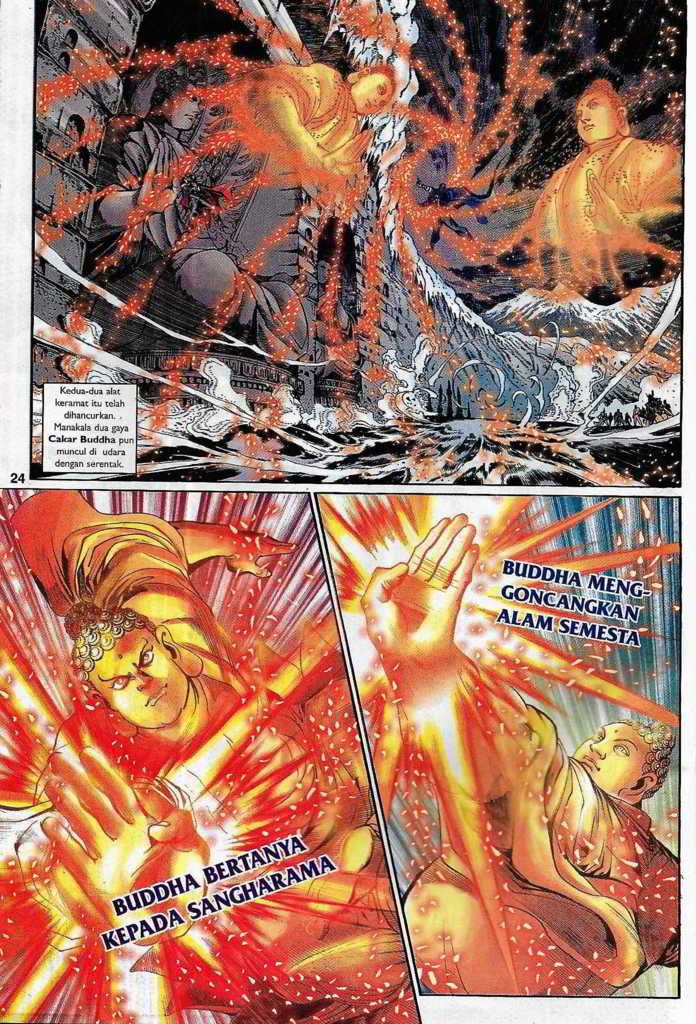 Kedua-dua alat
keramat itu telah
dihancurkan. .
Manakala dua gaya
Cakar Buddha pun
muncul di udara
dengan serentak.
24
BUDDHA BERTANYA
KEPADA SANGHARAMA
BUDDHA MENG-
GONCANGKAN
ALAM SEMESTA